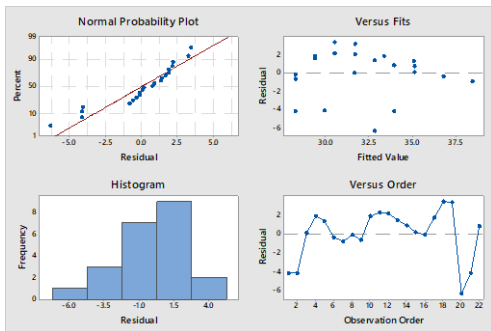 Normal Probability Plot
99
90
50
10
1
Percent
-5.0
-2.5
0.0
2.5
5.0
Residual
Versus Fits
2
0
-2
-4
-6
Residual
30.0
32.5
35.0
37.5
Fitted Value
Histogram
8
6
4
2
0
Frequency
-6.0
-3.5
-1.0
1.5
4.0
Residual
Versus Order
2
0
-2
-4
-6
Residual
2 4 6 8 10 12 14 16 18 20 22
Observation Order